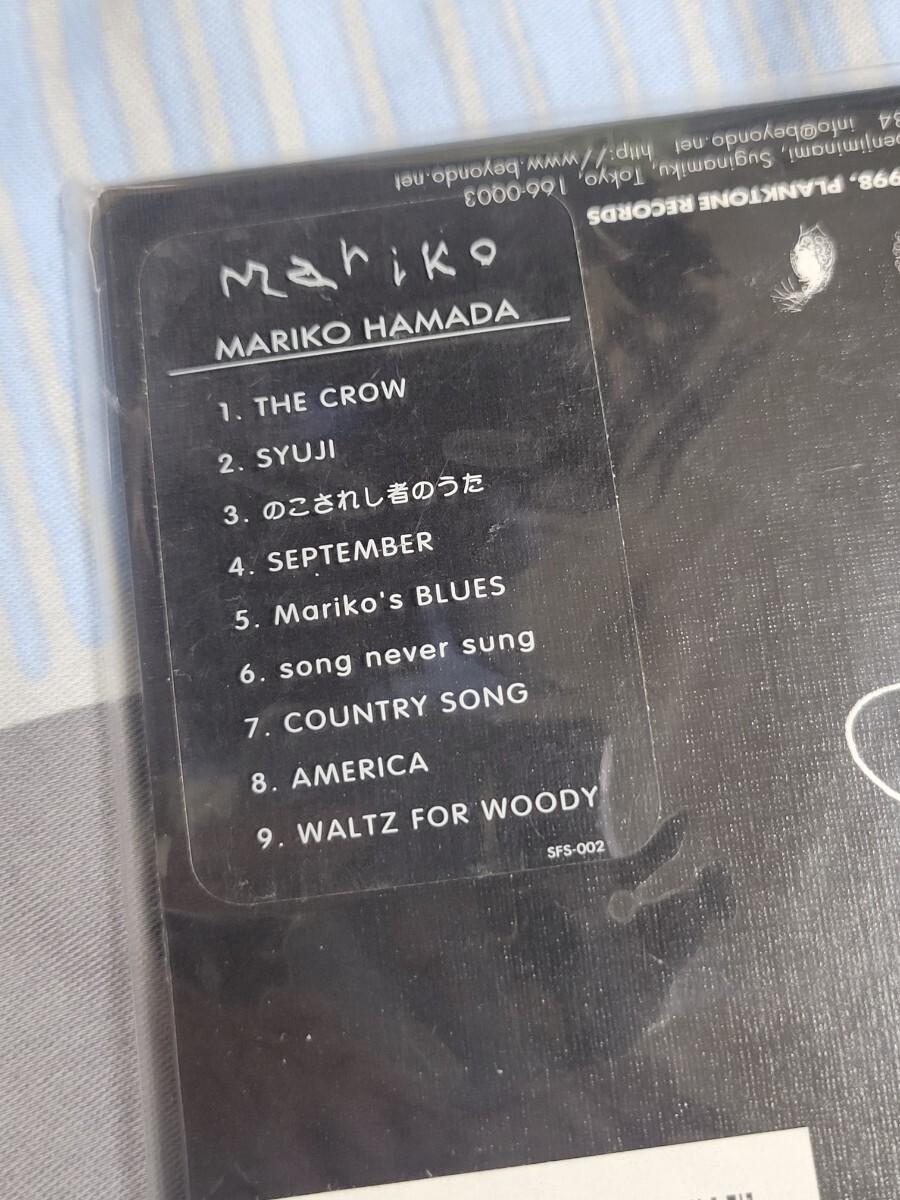 Mariko
MARIKO HAMADA
1. THE CROW
2. SYUJI
3. のこされし者のうた
4. SEPTEMBER
5. Mariko's BLUES
6. song never sung
7. COUNTRY SONG
8. AMERICA
9. WALTZ FOR WOODY
SFS-002
998, PLANKTONE RECORDS
enjiminami, Suginamiku, Tokyo, 166-0003
info@beyondo.net http://www.beyondo.net